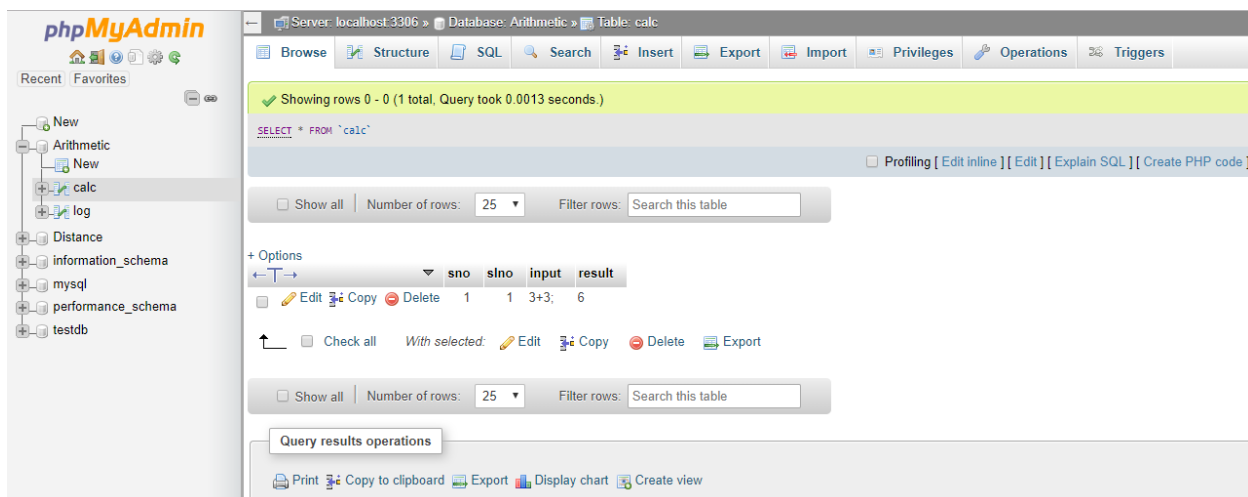 phpMyAdmin
Recent Favorites
New
Arithmetic
New
calc
log
Distance
information_schema
mysql
performance_schema
testdb
Server: localhost:3306 » Database: Arithmetic » Table: calc
Browse Structure SQL Search Insert Export Import Privileges Operations Triggers
Showing rows 0 - 0 (1 total, Query took 0.0013 seconds.)
SELECT * FROM `calc`
Profiling [ Edit inline ] [ Edit ] [ Explain SQL ] [ Create PHP code ]
Show all Number of rows: 25 Filter rows: Search this table
+ Options
←T→ sno slno input result
Edit Copy Delete 1 1 3+3; 6
Check all With selected: Edit Copy Delete Export
Show all Number of rows: 25 Filter rows: Search this table
Query results operations
Print Copy to clipboard Export Display chart Create view